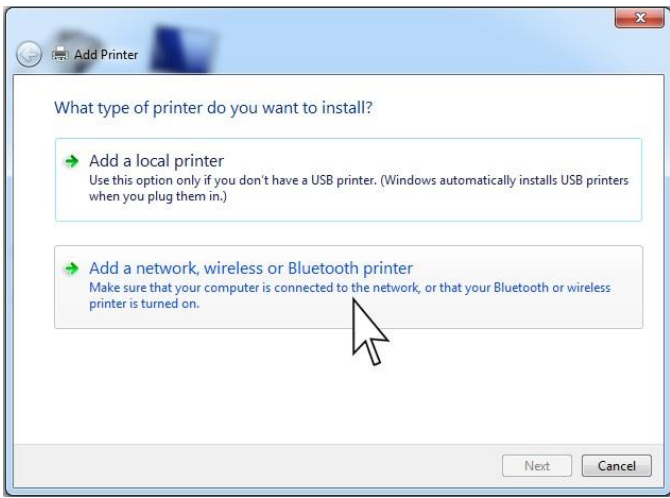 Add Printer
What type of printer do you want to install?
Add a local printer
Use this option only if you don't have a USB printer. (Windows automatically installs USB printers
when you plug them in.)
Add a network, wireless or Bluetooth printer
Make sure that your computer is connected to the network, or that your Bluetooth or wireless
printer is turned on.
Next
Cancel